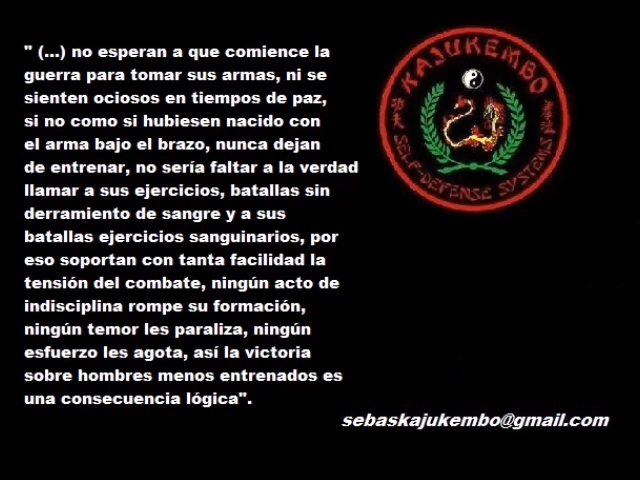 " (...) no esperan a que comience la
guerra para tomar sus armas, ni se
sienten ociosos en tiempos de paz,
si no como si hubiesen nacido con
el arma bajo el brazo, nunca dejan
de entrenar, no sería faltar a la verdad
llamar a sus ejercicios, batallas sin
derramiento de sangre y a sus
batallas ejercicios sanguinarios, por
eso soportan con tanta facilidad la
tensión del combate, ningún acto de
indisciplina rompe su formación,
ningún temor les paraliza, ningún
esfuerzo les agota, así la victoria
sobre hombres menos entrenados es
una consecuencia lógica".
KAJUKEMBO
SELF-DEFENSE SYSTEMS
sebaskajukembo@gmail.com